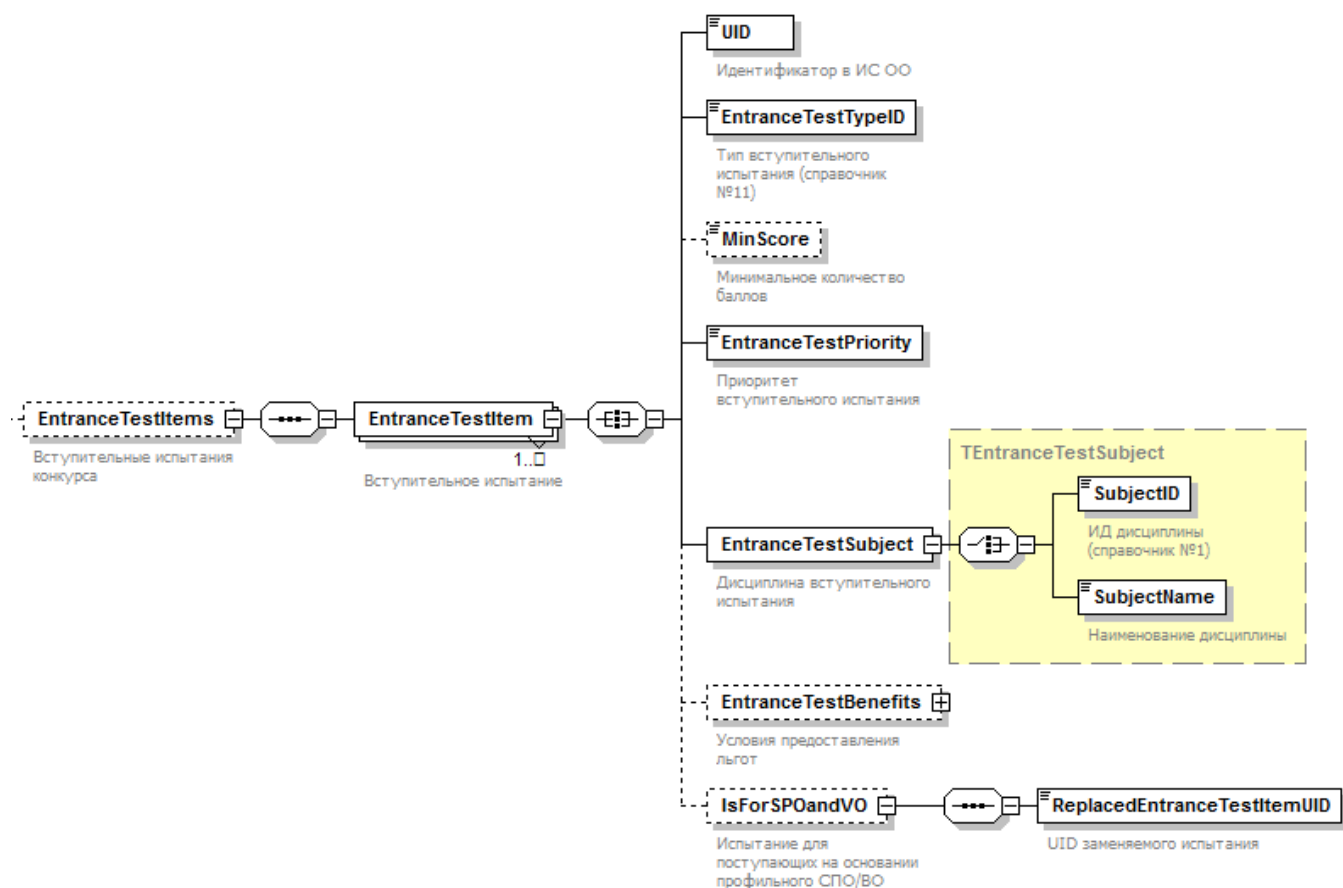 UID
Идентификатор в ИС ОО
EntranceTestTypeID
Тип вступительного
испытания (справочник
№11)
MinScore
Минимальное количество
баллов
EntranceTestPriority
Приоритет
вступительного испытания
EntranceTestItems
Вступительные испытания
конкурса
EntranceTestItem
1..□
Вступительное испытание
EntranceTestSubject
Дисциплина вступительного
испытания
TEntranceTestSubject
SubjectID
ИД дисциплины
(справочник №1)
SubjectName
Наименование дисциплины
EntranceTestBenefits
Условия предоставления
льгот
IsForSPOandVO
Испытание для
поступающих на основании
профильного СПО/ВО
ReplacedEntranceTestItemUID
UID заменяемого испытания